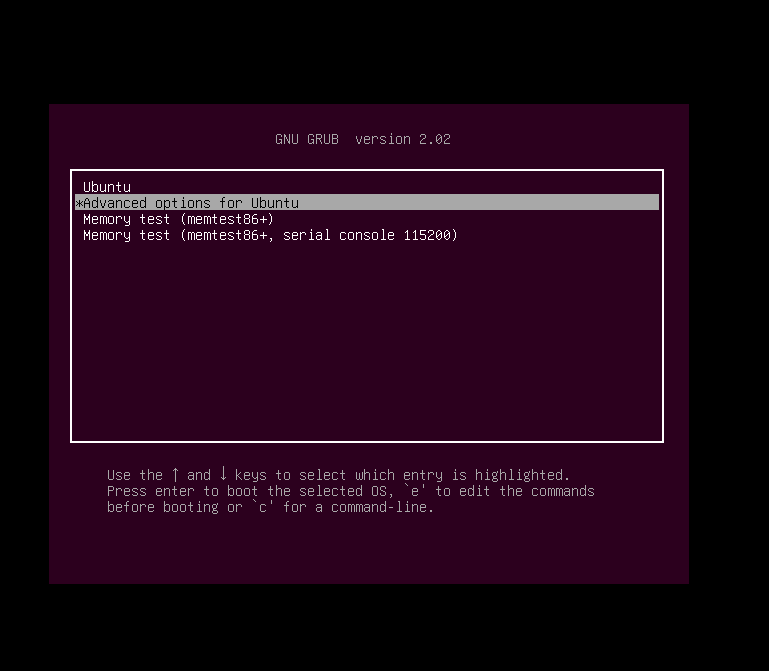 GNU GRUB  version 2.02
Ubuntu
*Advanced options for Ubuntu
Memory test (memtest86+)
Memory test (memtest86+, serial console 115200)
Use the ↑ and ↓ keys to select which entry is highlighted.
Press enter to boot the selected OS, `e' to edit the commands
before booting or `c' for a command-line.